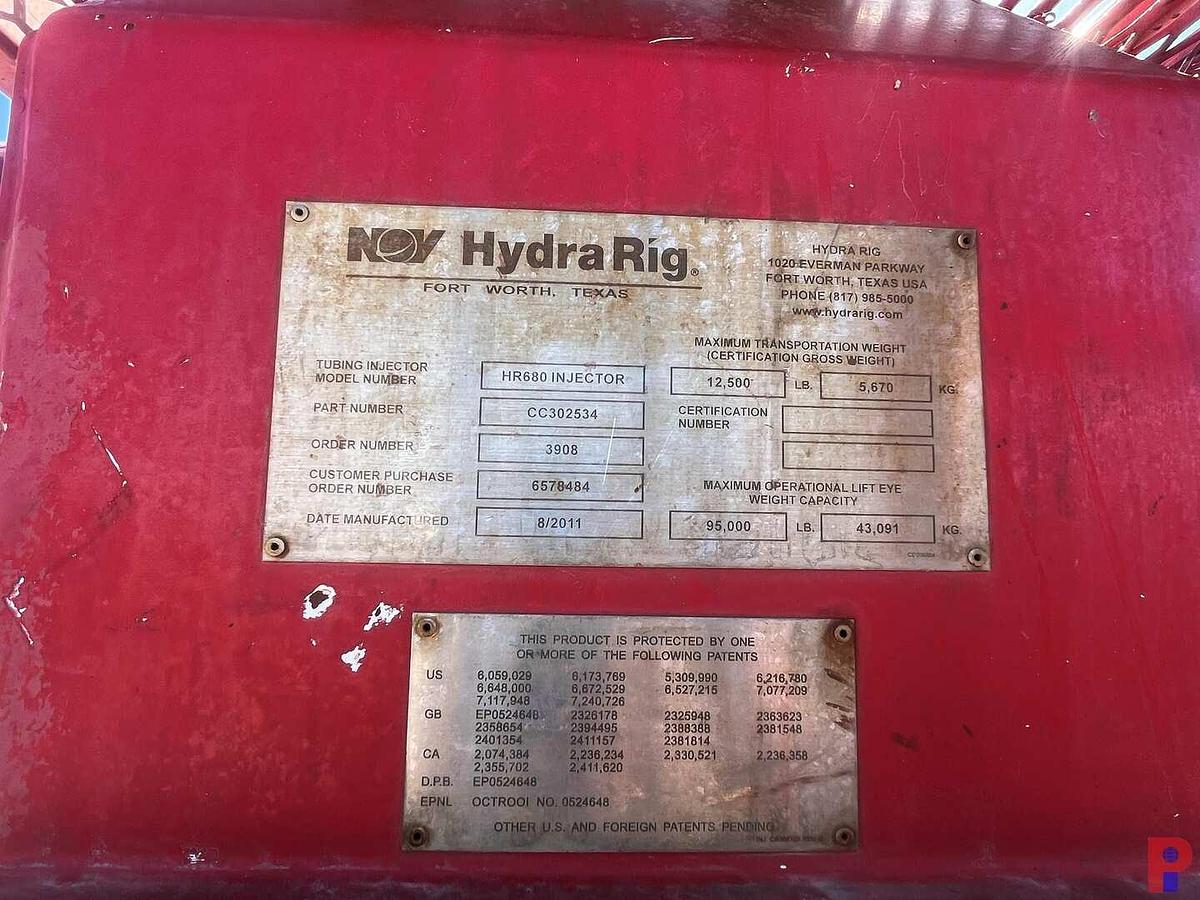 NOV HydraRig®
FORT WORTH, TEXAS
HYDRA RIG
1020 EVERMAN PARKWAY
FORT WORTH, TEXAS USA
PHONE (817) 985-5000
www.hydrarig.com
MAXIMUM TRANSPORTATION WEIGHT
(CERTIFICATION GROSS WEIGHT)
TUBING INJECTOR
MODEL NUMBER
HR680 INJECTOR
12,500 LB. 5,670 KG.
PART NUMBER CC302534
CERTIFICATION
NUMBER
ORDER NUMBER 3908
CUSTOMER PURCHASE
ORDER NUMBER
6578484
MAXIMUM OPERATIONAL LIFT EYE
WEIGHT CAPACITY
DATE MANUFACTURED 8/2011
95,000 LB. 43,091 KG.
THIS PRODUCT IS PROTECTED BY ONE
OR MORE OF THE FOLLOWING PATENTS
US 6,059,029 6,173,769 5,309,990 6,216,780
6,648,000 6,672,529 6,527,215 7,077,209
7,117,948 7,240,726
GB EP0524648 2326178 2325948 2363623
2358654 2394495 2388388 2381548
2401354 2411157 2381814
CA 2,074,384 2,236,234 2,330,521 2,236,358
2,355,702 2,411,620
D.P.B. EP0524648
EPNL OCTROOI NO. 0524648
OTHER U.S. AND FOREIGN PATENTS PENDING